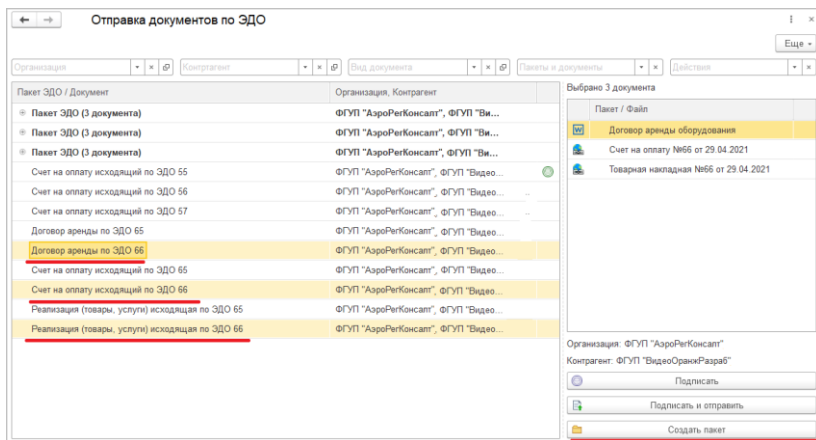 Отправка документов по ЭДО
Еще
Организация
Контрагент
Вид документа
Пакеты и документы
Действия
Пакет ЭДО / Документ
Организация, Контрагент
Пакет ЭДО (3 документа)
ФГУП "АэроРегКонсалт", ФГУП "Ви...
Пакет ЭДО (3 документа)
ФГУП "АэроРегКонсалт", ФГУП "Ви...
Пакет ЭДО (3 документа)
ФГУП "АэроРегКонсалт", ФГУП "Ви...
Счет на оплату исходящий по ЭДО 55
ФГУП "АэроРегКонсалт", ФГУП "Видео...
Счет на оплату исходящий по ЭДО 56
ФГУП "АэроРегКонсалт", ФГУП "Видео...
Счет на оплату исходящий по ЭДО 57
ФГУП "АэроРегКонсалт", ФГУП "Видео...
Договор аренды по ЭДО 65
ФГУП "АэроРегКонсалт", ФГУП "Видео...
Договор аренды по ЭДО 66
ФГУП "АэроРегКонсалт", ФГУП "Видео...
Счет на оплату исходящий по ЭДО 65
ФГУП "АэроРегКонсалт", ФГУП "Видео...
Счет на оплату исходящий по ЭДО 66
ФГУП "АэроРегКонсалт", ФГУП "Видео...
Реализация (товары, услуги) исходящая по ЭДО 65
ФГУП "АэроРегКонсалт", ФГУП "Видео...
Реализация (товары, услуги) исходящая по ЭДО 66
ФГУП "АэроРегКонсалт", ФГУП "Видео...
Выбрано 3 документа
Пакет / Файл
Договор аренды оборудования
Счет на оплату №66 от 29.04.2021
Товарная накладная №66 от 29.04.2021
Организация: ФГУП "АэроРегКонсалт"
Контрагент: ФГУП "ВидеоОранжРазраб"
Подписать
Подписать и отправить
Создать пакет